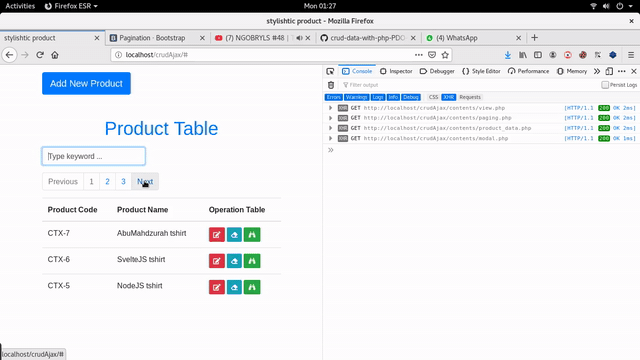 Activities Firefox ESR Mon 01:27
stylishtic product - Mozilla Firefox
stylishtic product Pagination · Bootstrap (7) NGOBRYLS #48 crud-data-with-php-PDO (4) WhatsApp
localhost/crudAjax/#
Add New Product
Product Table
Type keyword ...
Previous 1 2 3 Next
Product Code Product Name Operation Table
CTX-7 AbuMahdzurah tshirt
CTX-6 SvelteJS tshirt
CTX-5 NodeJS tshirt
localhost/crudAjax/#
Console Inspector Debugger Style Editor Performance Memory Network Storage
Filter output Persist Logs
Errors Warnings Logs Info Debug CSS XHR Requests
XHR GET http://localhost/crudAjax/contents/view.php [HTTP/1.1 200 OK 2ms]
XHR GET http://localhost/crudAjax/contents/paging.php [HTTP/1.1 200 OK 2ms]
XHR GET http://localhost/crudAjax/contents/product_data.php [HTTP/1.1 200 OK 3ms]
XHR GET http://localhost/crudAjax/contents/modal.php [HTTP/1.1 200 OK 1ms]